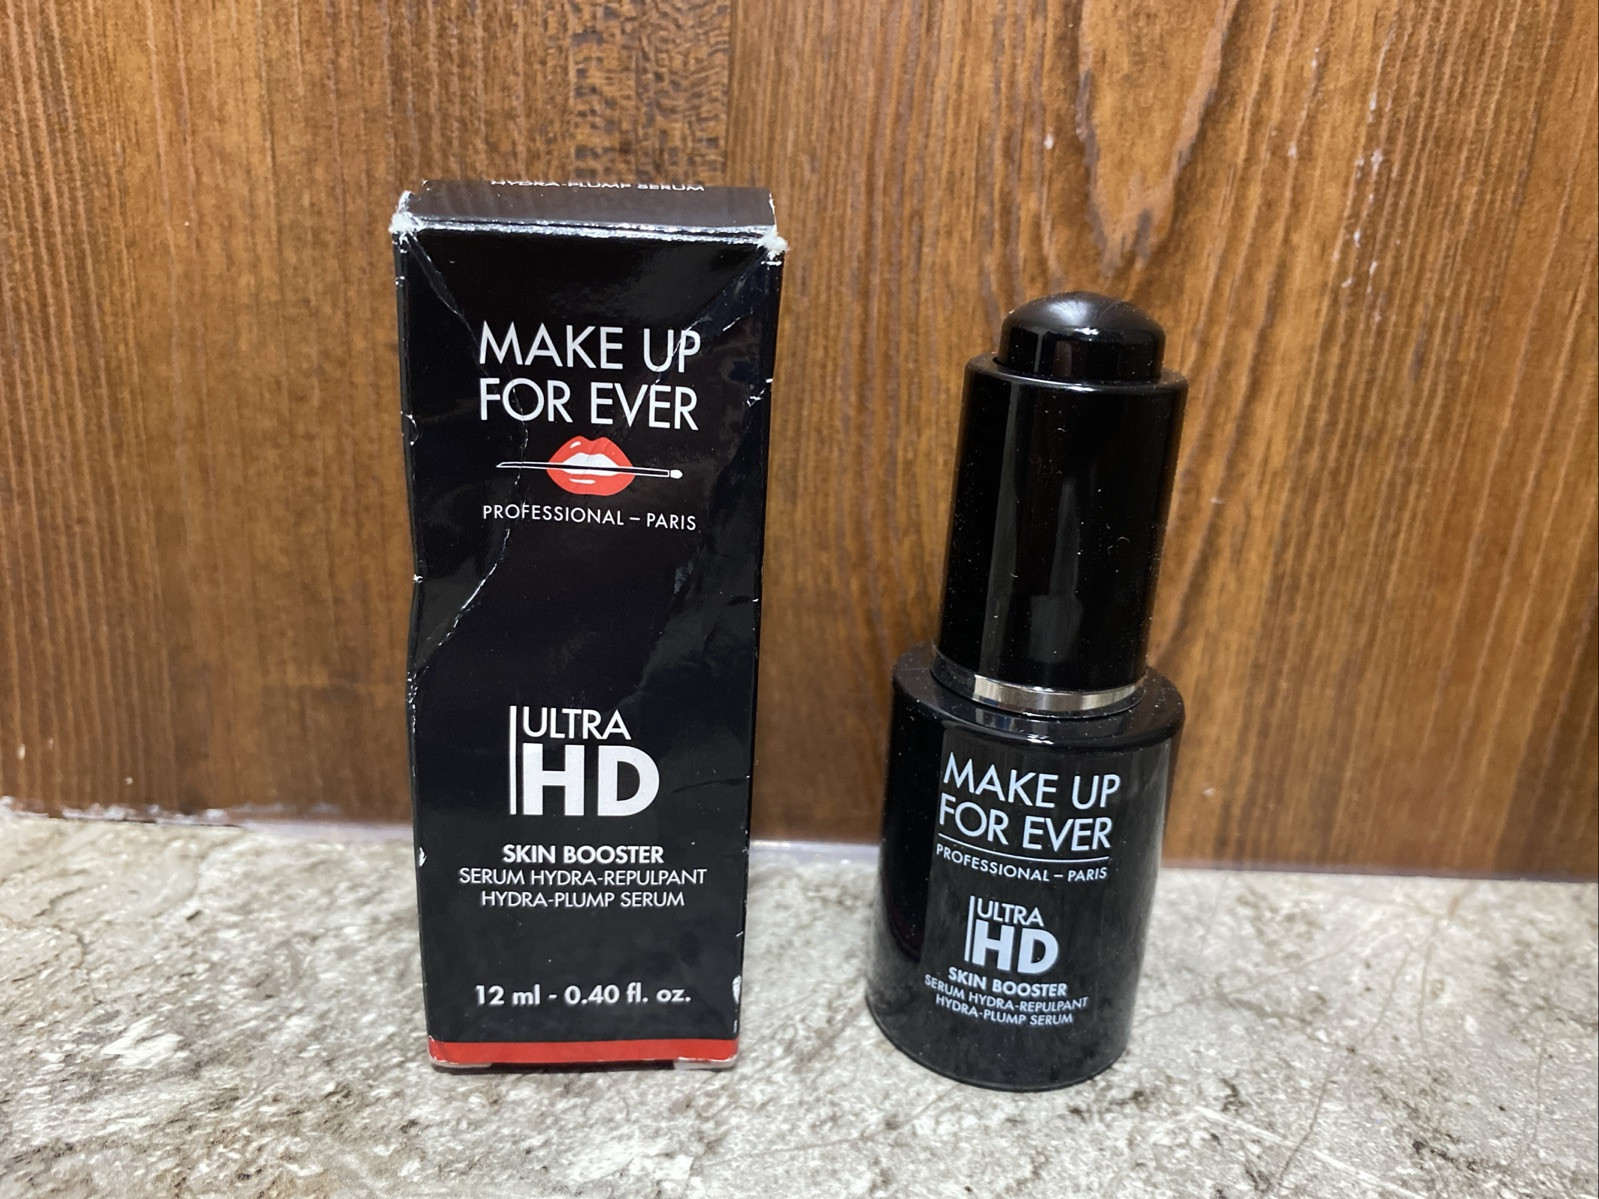 HYDRA-PLUMP SERUM
MAKE UP
FOR EVER
PROFESSIONAL – PARIS
ULTRA
HD
SKIN BOOSTER
SERUM HYDRA-REPULPANT
HYDRA-PLUMP SERUM
12 ml - 0.40 fl. oz.
MAKE UP
FOR EVER
PROFESSIONAL – PARIS
ULTRA
HD
SKIN BOOSTER
SERUM HYDRA-REPULPANT
HYDRA-PLUMP SERUM